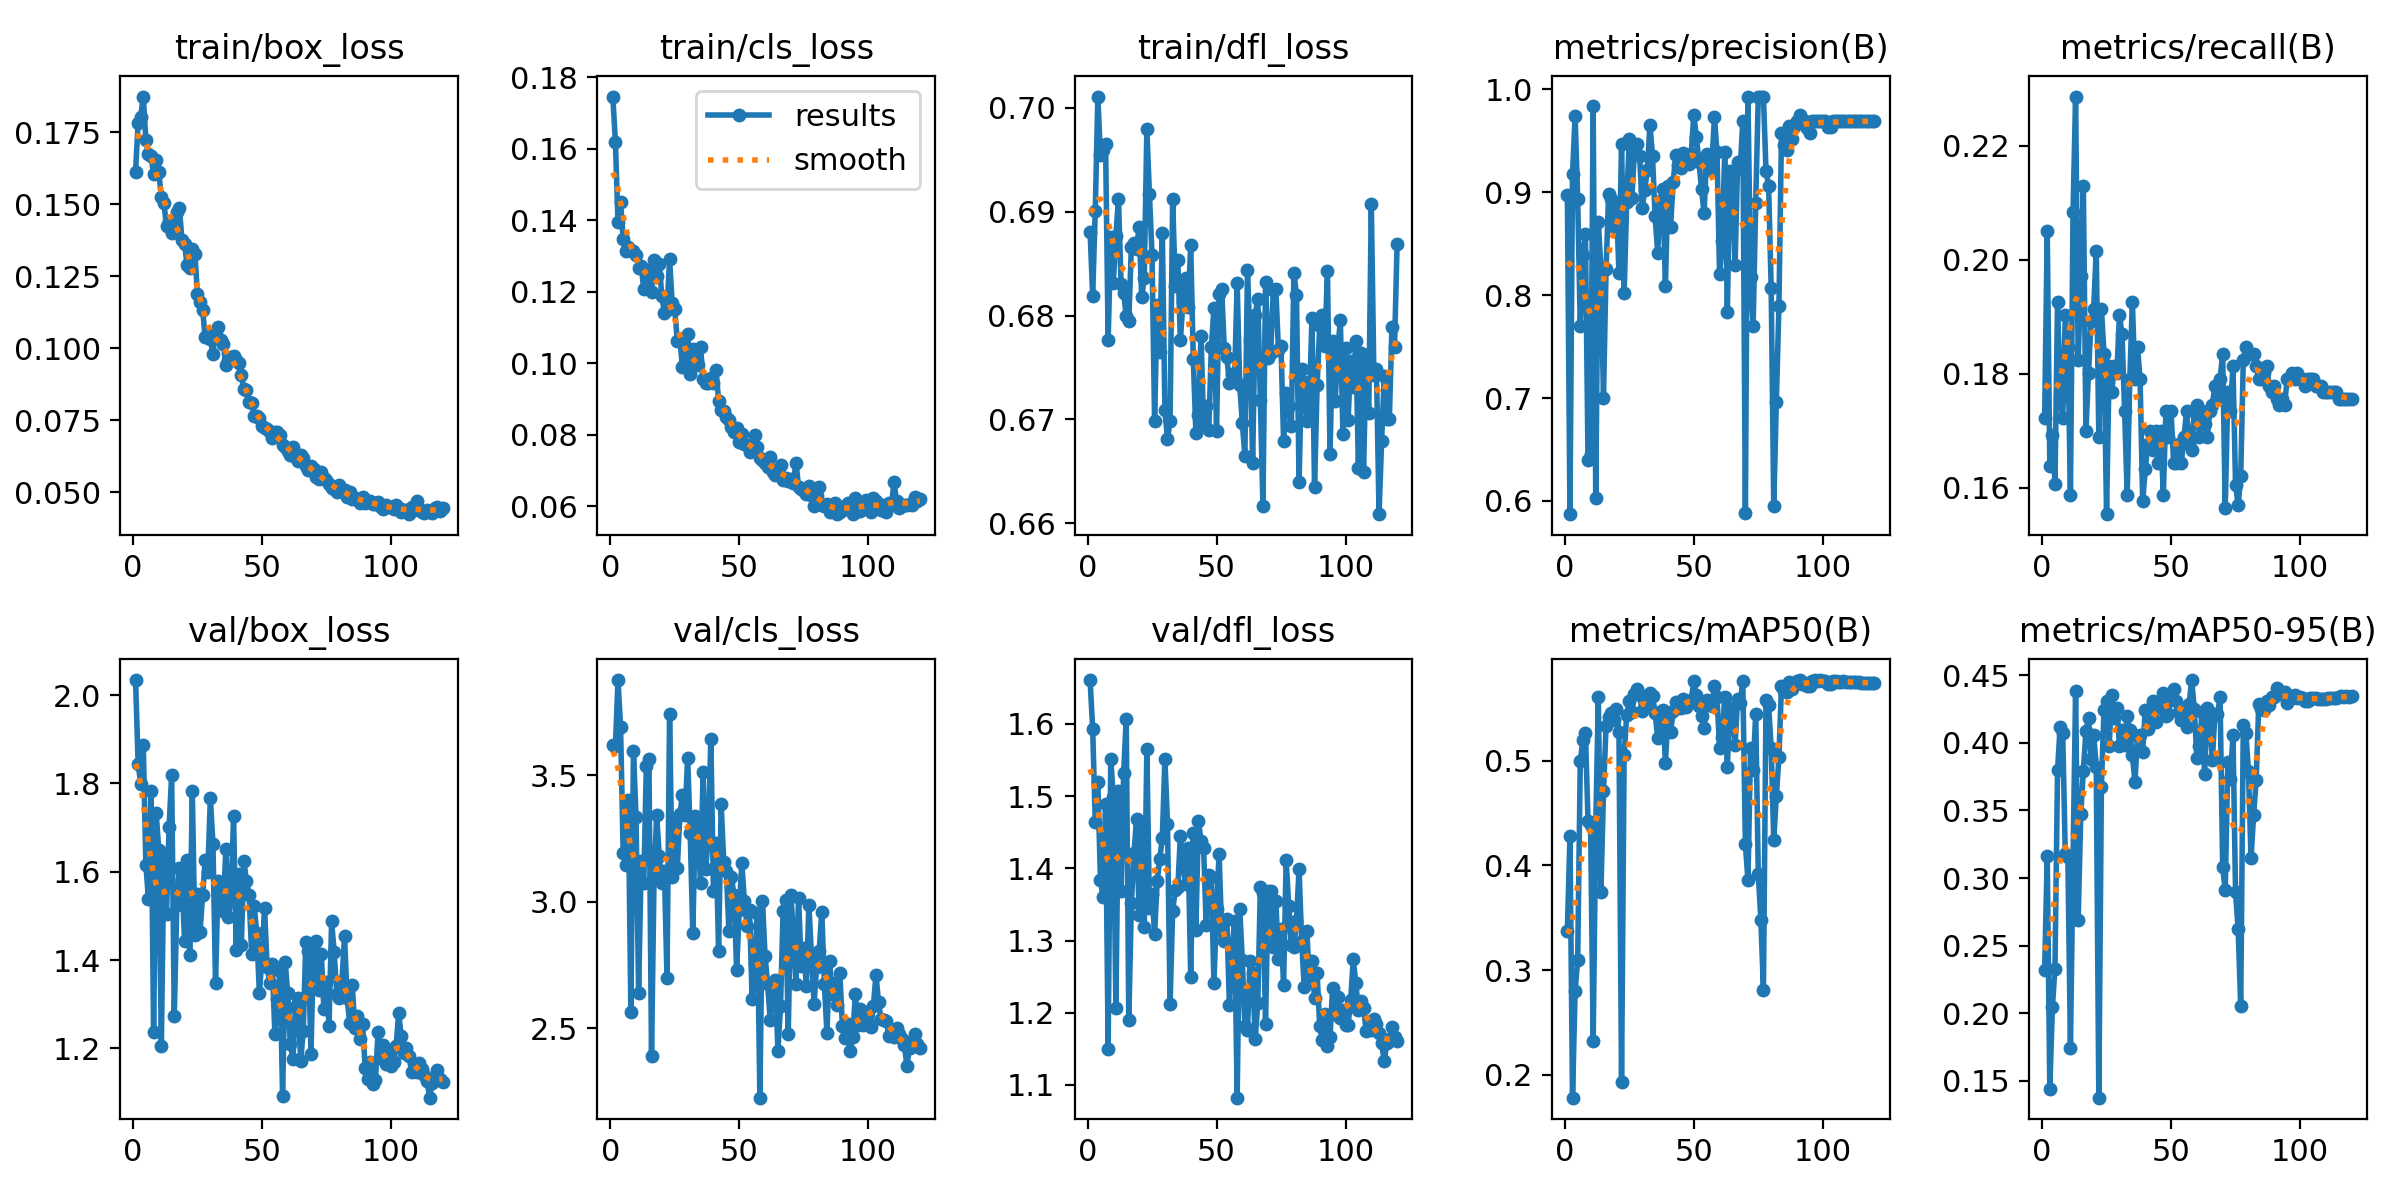 train/box_loss
0.175
0.150
0.125
0.100
0.075
0.050
0 50 100
train/cls_loss
0.18
0.16
0.14
0.12
0.10
0.08
0.06
results
smooth
0 50 100
train/dfl_loss
0.70
0.69
0.68
0.67
0.66
0 50 100
metrics/precision(B)
1.0
0.9
0.8
0.7
0.6
0 50 100
metrics/recall(B)
0.22
0.20
0.18
0.16
0 50 100
val/box_loss
2.0
1.8
1.6
1.4
1.2
0 50 100
val/cls_loss
3.5
3.0
2.5
0 50 100
val/dfl_loss
1.6
1.5
1.4
1.3
1.2
1.1
0 50 100
metrics/mAP50(B)
0.5
0.4
0.3
0.2
0 50 100
metrics/mAP50-95(B)
0.45
0.40
0.35
0.30
0.25
0.20
0.15
0 50 100